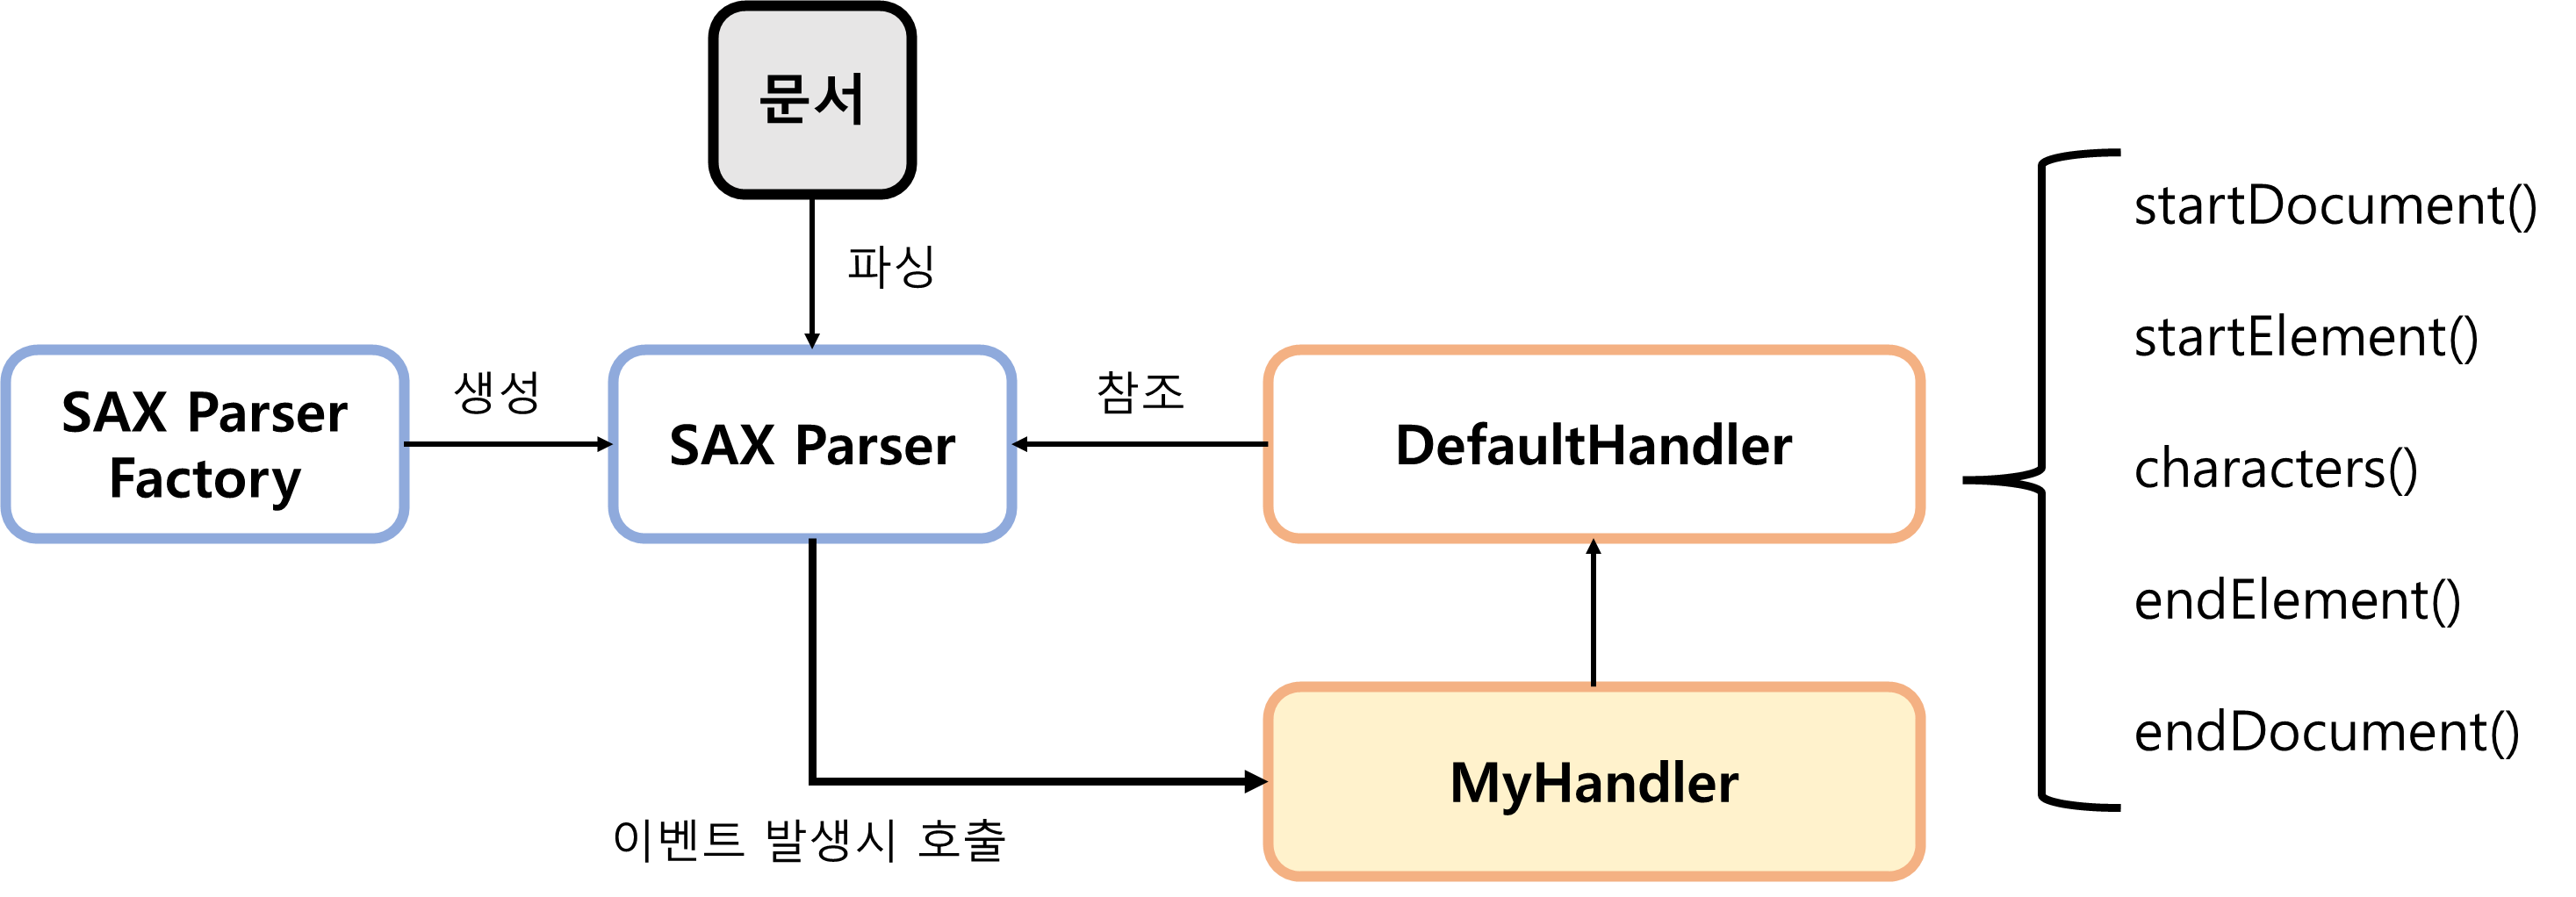 문서
파싱
SAX Parser
Factory
생성
SAX Parser
참조
DefaultHandler
MyHandler
이벤트 발생시 호출
startDocument()
startElement()
characters()
endElement()
endDocument()